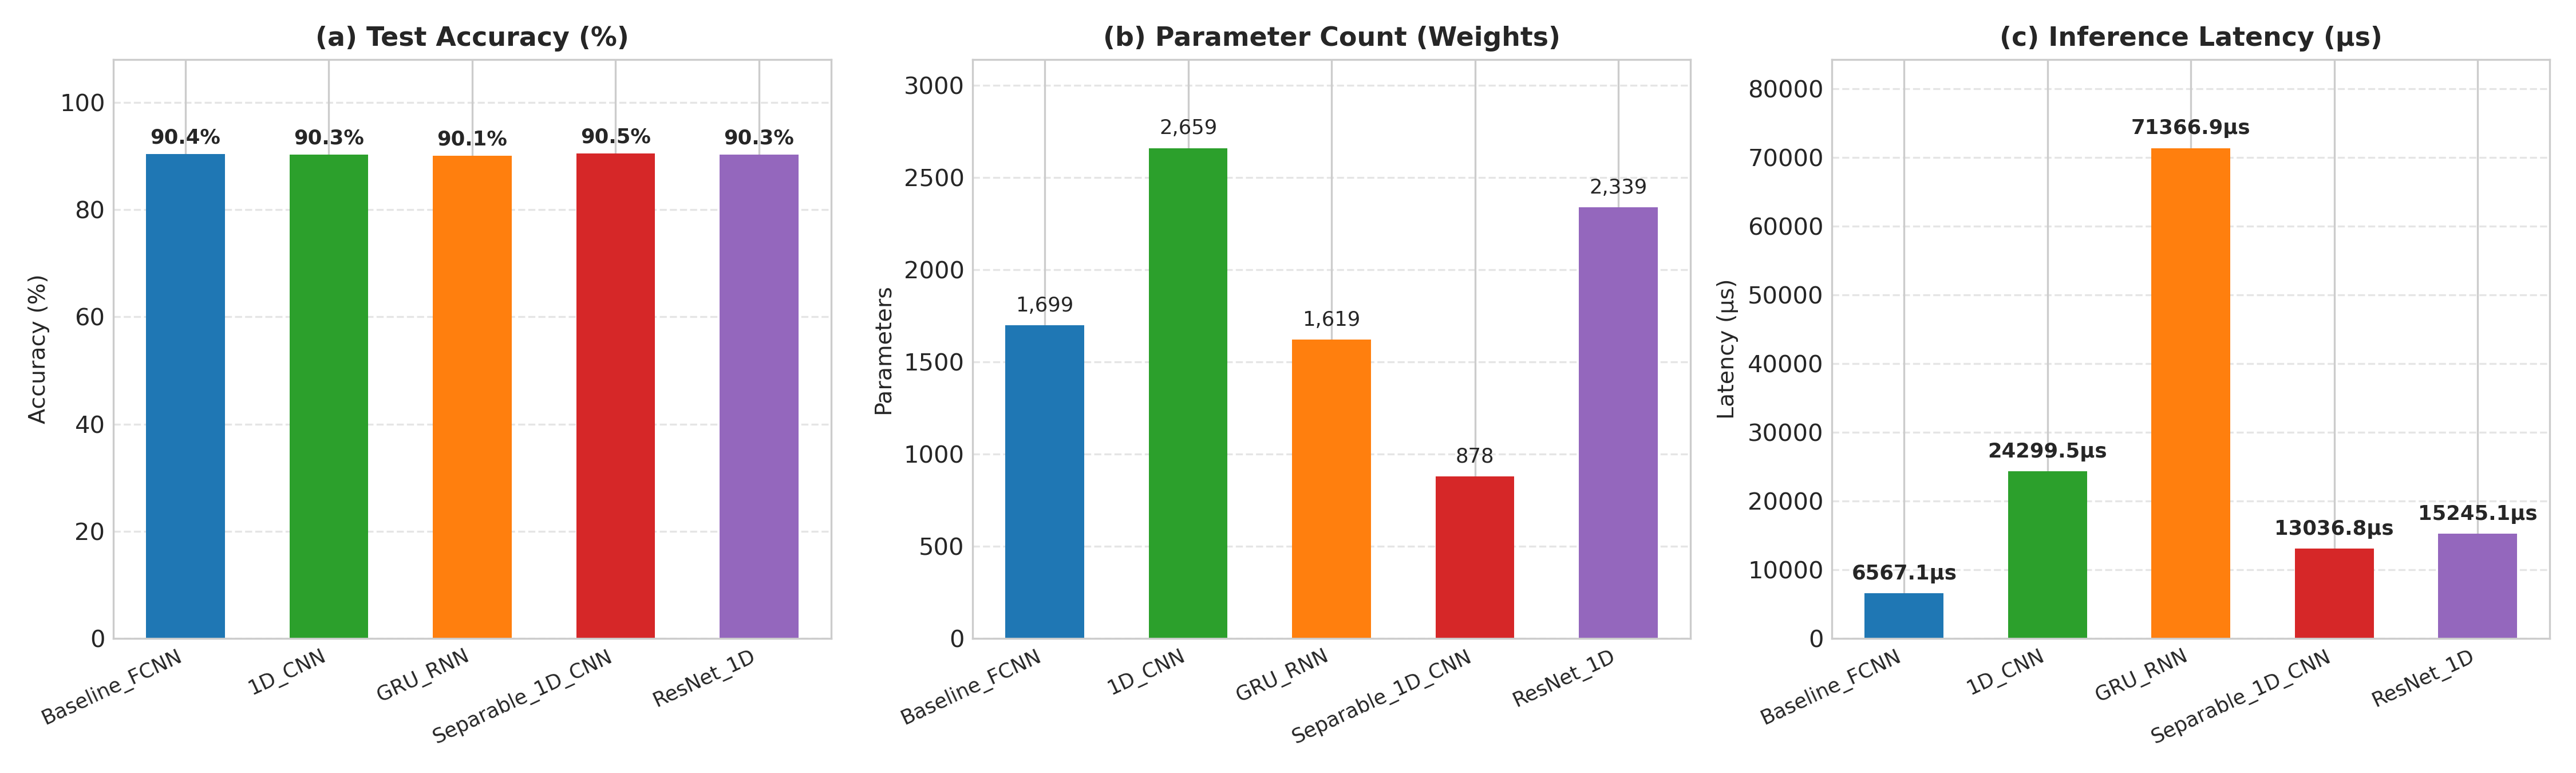 (a) Test Accuracy (%)
Accuracy (%)
100
80
60
40
20
0
90.4%
90.3%
90.1%
90.5%
90.3%
Baseline_FCNN
1D_CNN
GRU_RNN
Separable_1D_CNN
ResNet_1D
(b) Parameter Count (Weights)
Parameters
3000
2500
2000
1500
1000
500
0
1,699
2,659
1,619
878
2,339
Baseline_FCNN
1D_CNN
GRU_RNN
Separable_1D_CNN
ResNet_1D
(c) Inference Latency (µs)
Latency (µs)
80000
70000
60000
50000
40000
30000
20000
10000
0
6567.1µs
24299.5µs
71366.9µs
13036.8µs
15245.1µs
Baseline_FCNN
1D_CNN
GRU_RNN
Separable_1D_CNN
ResNet_1D